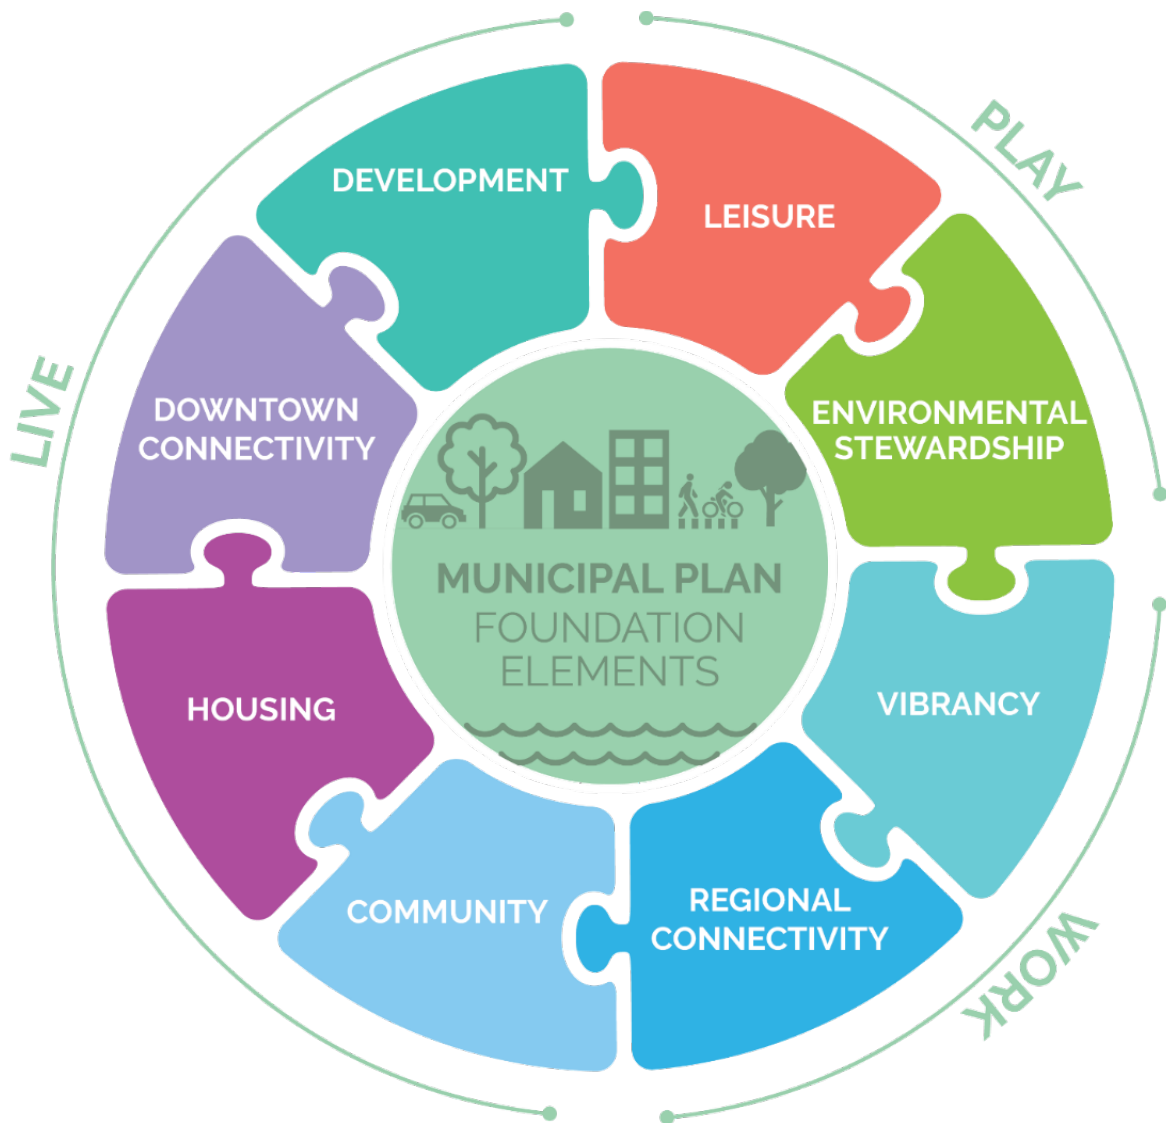 PLAY
DEVELOPMENT
LEISURE
LIVE
DOWNTOWN
CONNECTIVITY
ENVIRONMENTAL
STEWARDSHIP
MUNICIPAL PLAN
FOUNDATION
ELEMENTS
HOUSING
VIBRANCY
COMMUNITY
REGIONAL
CONNECTIVITY
WORK